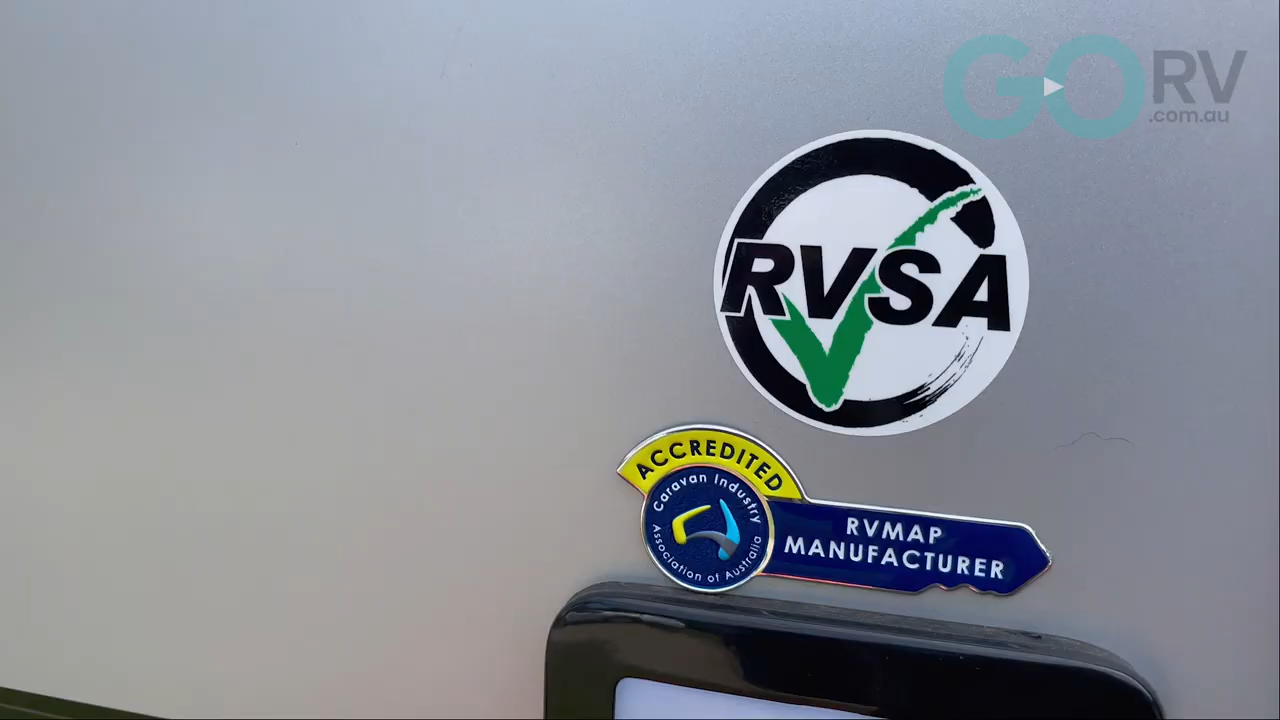 GO RV
.com.au
RVSA
ACCREDITED
Caravan Industry
Association of Australia
RVMAP
MANUFACTURER